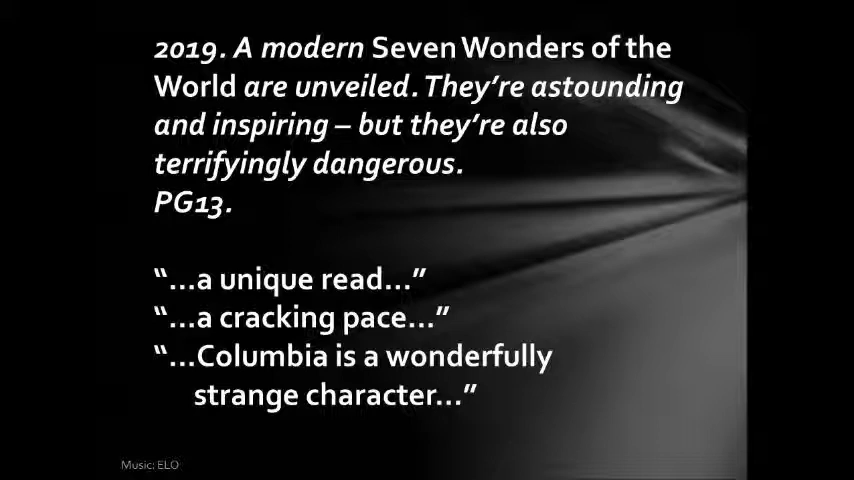 2019. A modern Seven Wonders of the
World are unveiled. They’re astounding
and inspiring – but they’re also
terrifyingly dangerous.
PG13.
“…a unique read…”
“…a cracking pace…”
“…Columbia is a wonderfully
strange character…”
Music: ELO